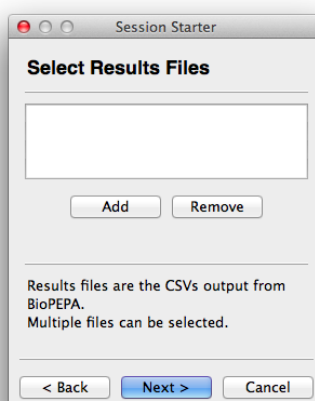 Session Starter
Select Results Files
Add Remove
Results files are the CSVs output from
BioPEPA.
Multiple files can be selected.
< Back Next > Cancel